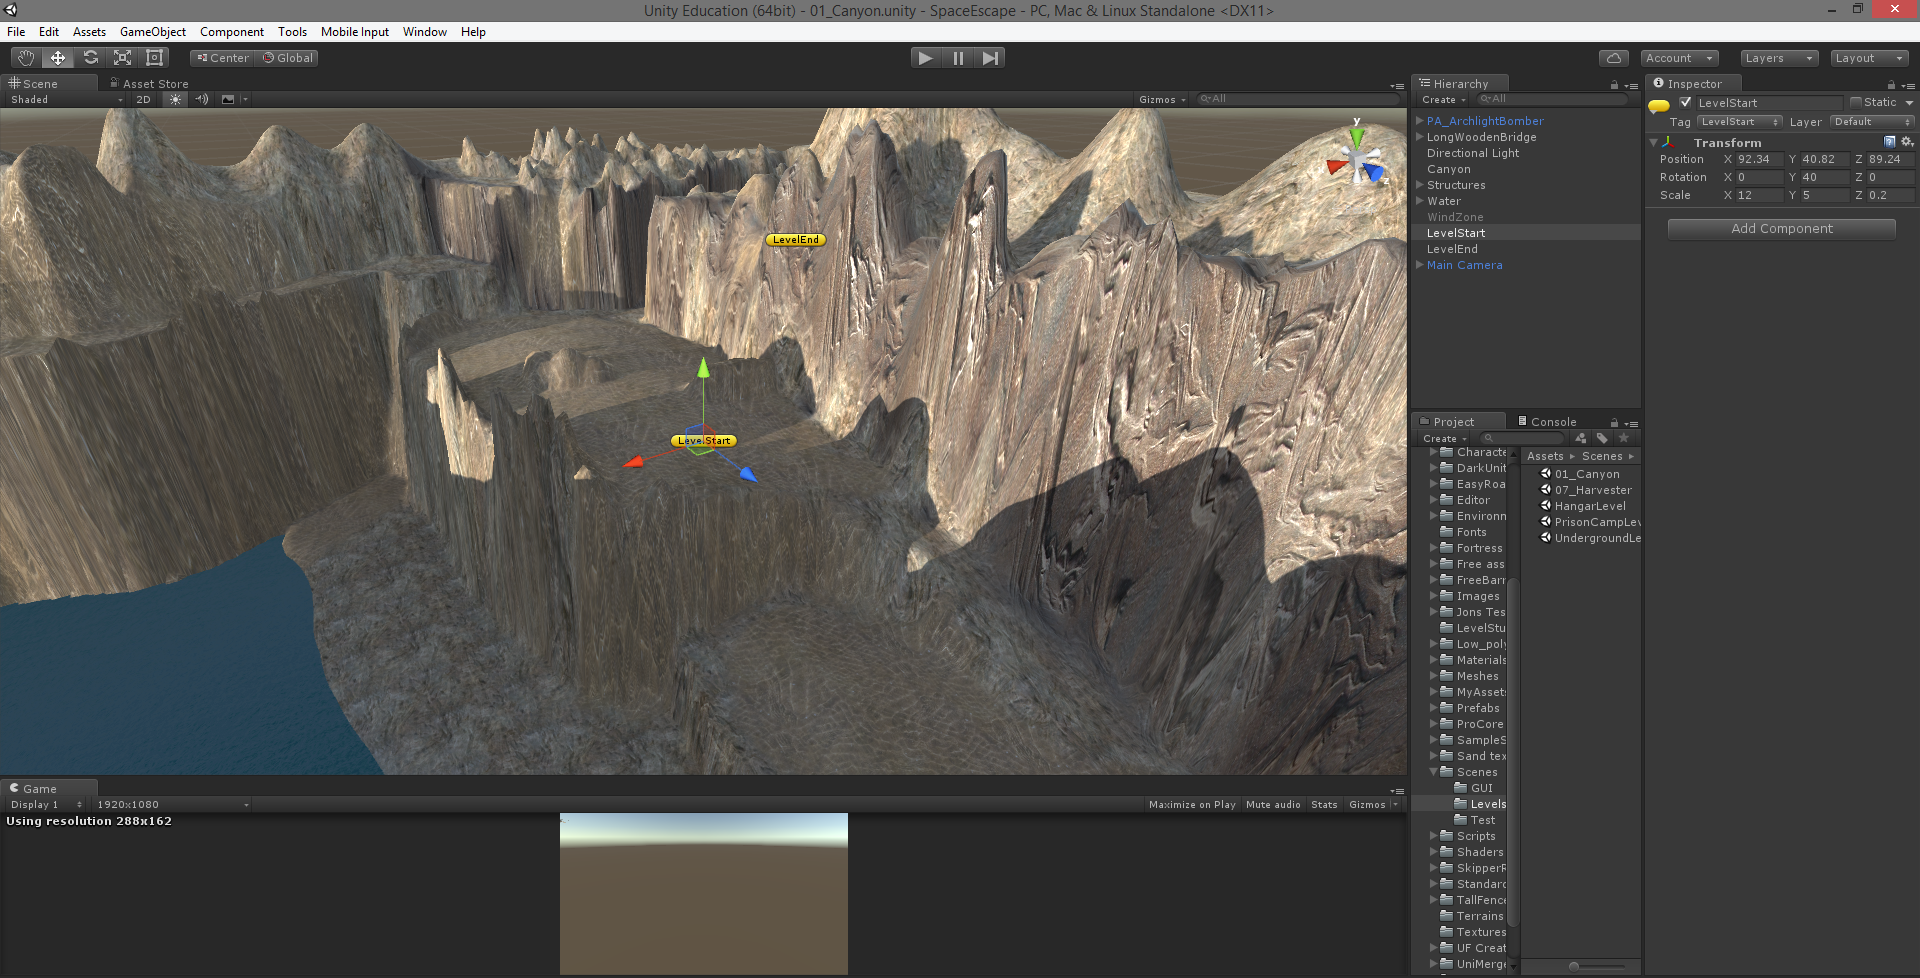 Unity Education (64bit) - 01_Canyon.unity - SpaceEscape - PC, Mac & Linux Standalone <DX11>
File Edit Assets GameObject Component Tools Mobile Input Window Help
Center Global Account Layers Layout
Scene Asset Store
Shaded 2D Gizmos All
y
z
LevelEnd
LevelStart
Hierarchy
Create All
PA_ArchlightBomber
LongWoodenBridge
Directional Light
Canyon
Structures
Water
WindZone
LevelStart
LevelEnd
Main Camera
Inspector
LevelStart Static
Tag LevelStart Layer Default
Transform
Position X 92.34 Y 40.82 Z 89.24
Rotation X 0 Y 40 Z 0
Scale X 12 Y 5 Z 0.2
Add Component
Project Console
Create
Characte
DarkUnit
EasyRoa
Editor
Environm
Fonts
Fortress
Free ass
FreeBarr
Images
Jons Tes
LevelStu
Low_poly
Materials
Meshes
MyAssets
Prefabs
ProCore
SampleS
Sand tex
Scenes
GUI
Levels
Test
Scripts
Shaders
SkipperR
Standard
TallFence
Terrains
Textures
UF Creat
UniMerge
Assets Scenes
01_Canyon
07_Harvester
HangarLevel
PrisonCampLev
UndergroundLe
Game
Display 1 1920x1080 Maximize on Play Mute audio Stats Gizmos
Using resolution 288x162